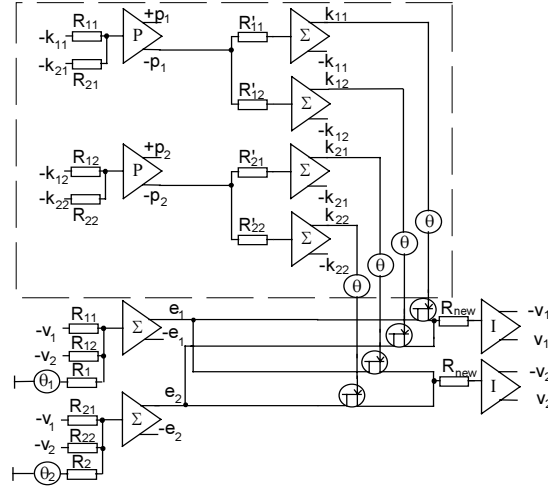 R11 P +p1 R'11 Σ k11
-k11 -p1 -k11
-k21 k12
R21 R'12 Σ
-k12
R12 P +p2 R'21 Σ k21
-k12 -p2 -k21
-k22 k22
R22 R'22 Σ θ θ θ
-k22 θ
R11 Σ e1 Rnew I -v1
-v1 -e1 v1
-v2 R12
θ1 R1 Rnew I -v2
R21 Σ e2 v2
-v1 -e2
-v2 R22
θ2 R2